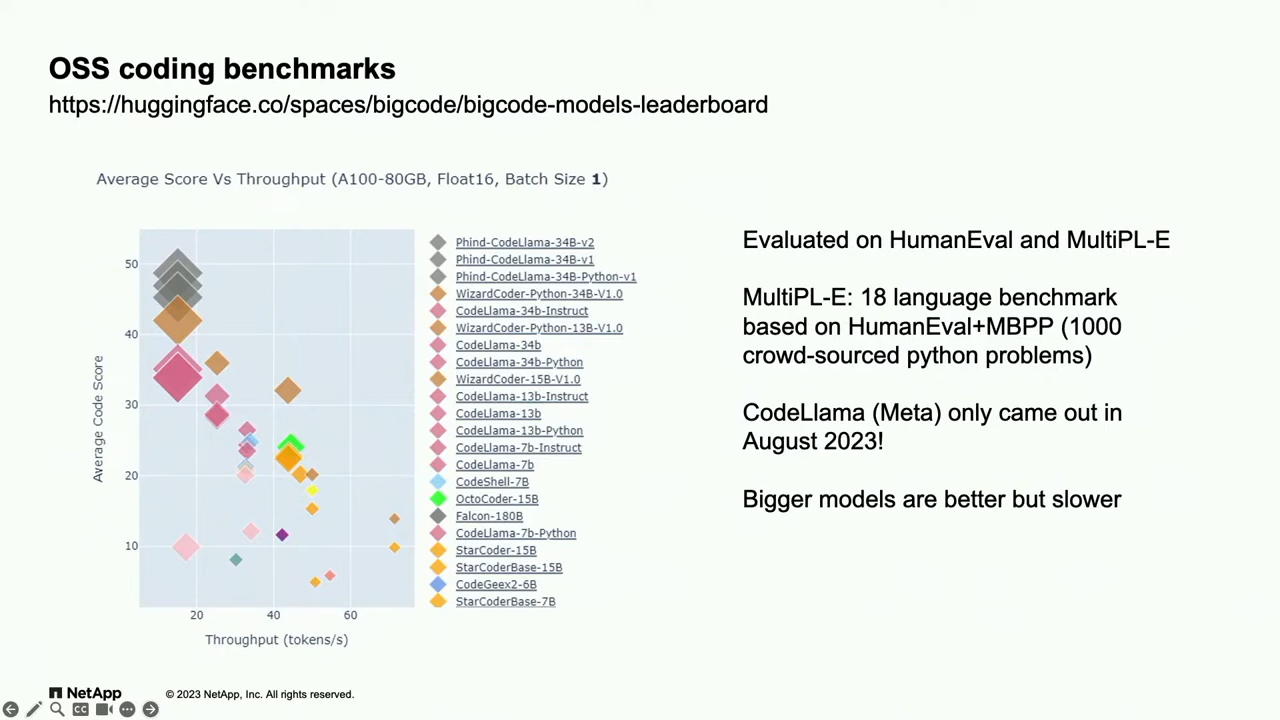 OSS coding benchmarks
https://huggingface.co/spaces/bigcode/bigcode-models-leaderboard
Average Score Vs Throughput (A100-80GB, Float16, Batch Size 1)
Average Code Score
50
40
30
20
10
20
40
60
Throughput (tokens/s)
Phind-CodeLlama-34B-v2
Phind-CodeLlama-34B-v1
Phind-CodeLlama-34B-Python-v1
WizardCoder-Python-34B-V1.0
CodeLlama-34b-Instruct
WizardCoder-Python-13B-V1.0
CodeLlama-34b
CodeLlama-34b-Python
WizardCoder-15B-V1.0
CodeLlama-13b-Instruct
CodeLlama-13b
CodeLlama-13b-Python
CodeLlama-7b-Instruct
CodeLlama-7b
CodeShell-7B
OctoCoder-15B
Falcon-180B
CodeLlama-7b-Python
StarCoder-15B
StarCoderBase-15B
CodeGeex2-6B
StarCoderBase-7B
Evaluated on HumanEval and MultiPL-E
MultiPL-E: 18 language benchmark
based on HumanEval+MBPP (1000
crowd-sourced python problems)
CodeLlama (Meta) only came out in
August 2023!
Bigger models are better but slower
NetApp
© 2023 NetApp, Inc. All rights reserved.
CC